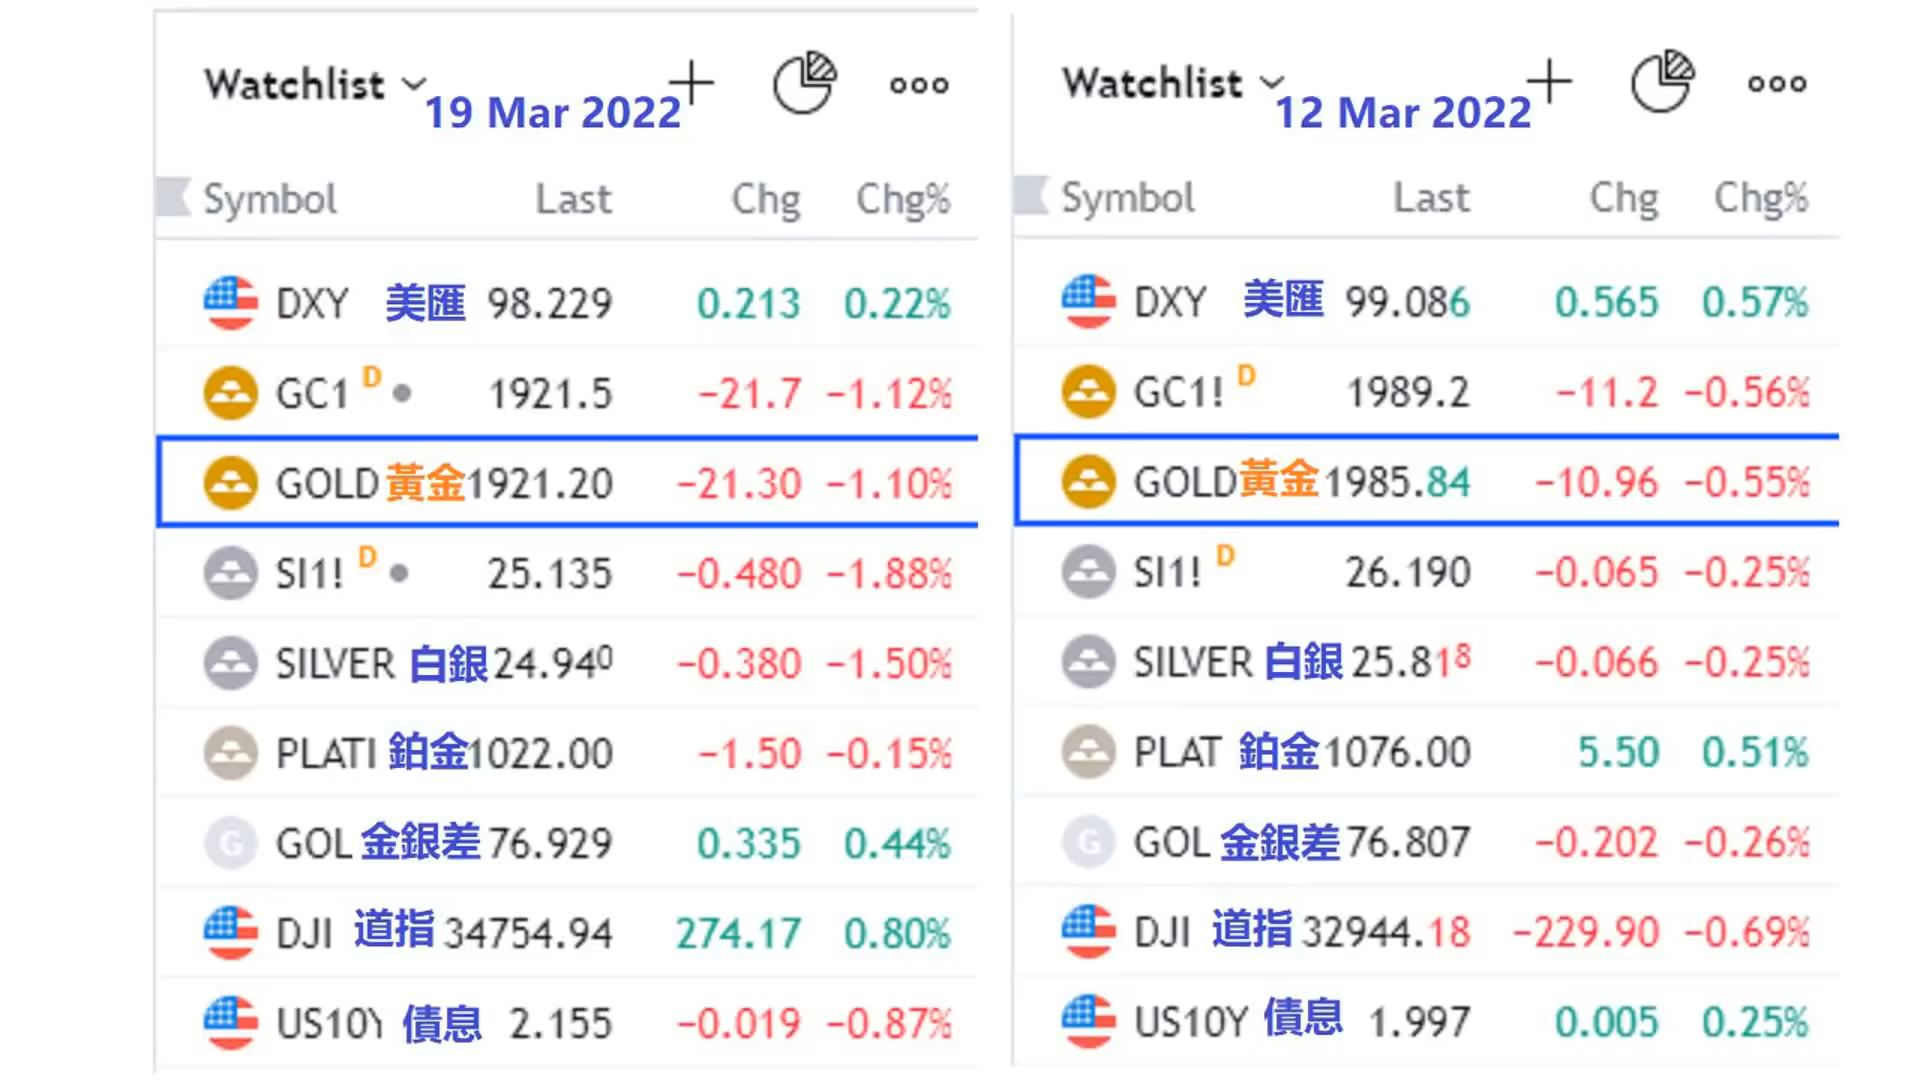 Watchlist
19 Mar 2022
Symbol Last Chg Chg%
DXY 美匯 98.229 0.213 0.22%
GC1 D 1921.5 −21.7 −1.12%
GOLD 黃金 1921.20 −21.30 −1.10%
SI1! D 25.135 −0.480 −1.88%
SILVER 白銀 24.940 −0.380 −1.50%
PLATI 鉑金 1022.00 −1.50 −0.15%
G GOL 金銀差 76.929 0.335 0.44%
DJI 道指 34754.94 274.17 0.80%
US10Y 債息 2.155 −0.019 −0.87%
Watchlist
12 Mar 2022
Symbol Last Chg Chg%
DXY 美匯 99.086 0.565 0.57%
GC1! D 1989.2 −11.2 −0.56%
GOLD 黃金 1985.84 −10.96 −0.55%
SI1! D 26.190 −0.065 −0.25%
SILVER 白銀 25.818 −0.066 −0.25%
PLAT 鉑金 1076.00 5.50 0.51%
G GOL 金銀差 76.807 −0.202 −0.26%
DJI 道指 32944.18 −229.90 −0.69%
US10Y 債息 1.997 0.005 0.25%